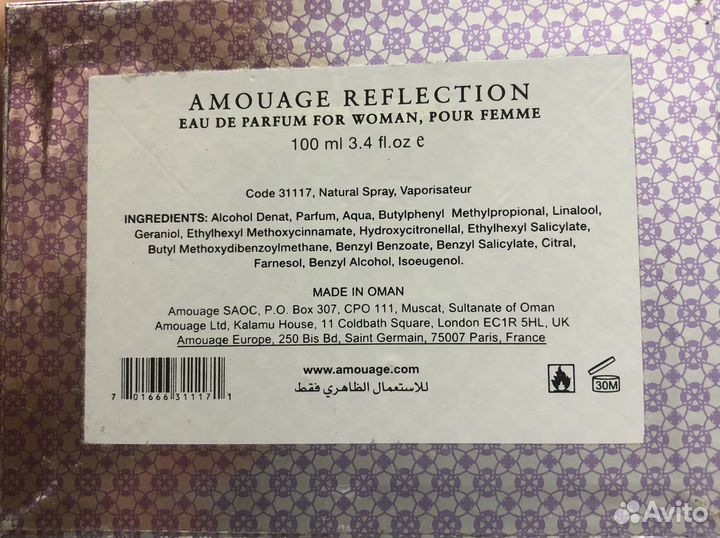 AMOUAGE REFLECTION
EAU DE PARFUM FOR WOMAN, POUR FEMME
100 ml 3.4 fl.oz e
Code 31117, Natural Spray, Vaporisateur
INGREDIENTS: Alcohol Denat, Parfum, Aqua, Butylphenyl Methylpropional, Linalool,
Geraniol, Ethylhexyl Methoxycinnamate, Hydroxycitronellal, Ethylhexyl Salicylate,
Butyl Methoxydibenzoylmethane, Benzyl Benzoate, Benzyl Salicylate, Citral,
Farnesol, Benzyl Alcohol, Isoeugenol.
MADE IN OMAN
Amouage SAOC, P.O. Box 307, CPO 111, Muscat, Sultanate of Oman
Amouage Ltd, Kalamu House, 11 Coldbath Square, London EC1R 5HL, UK
Amouage Europe, 250 Bis Bd, Saint Germain, 75007 Paris, France
www.amouage.com
للاستعمال الظاهري فقط
7 01666 31117 1
30M
Avito